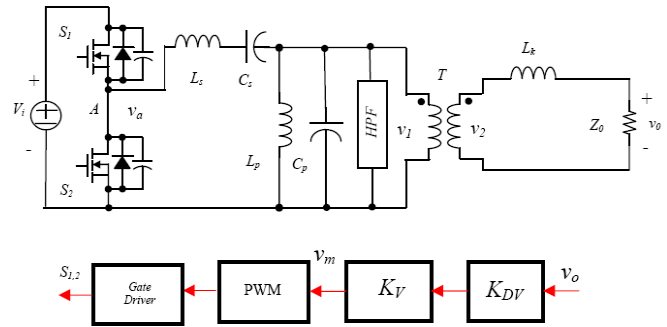 S1
Ls
Cs
Lk
T
+
Vi
-
A
va
HPF
v1
v2
Z0
+
v0
-
Lp
Cp
S2
vm
S1,2
Gate
Driver
PWM
KV
KDV
vo